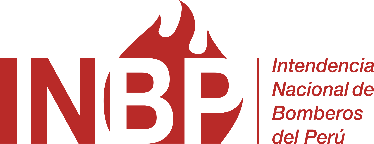 INBP
Intendencia
Nacional de
Bomberos
del Perú